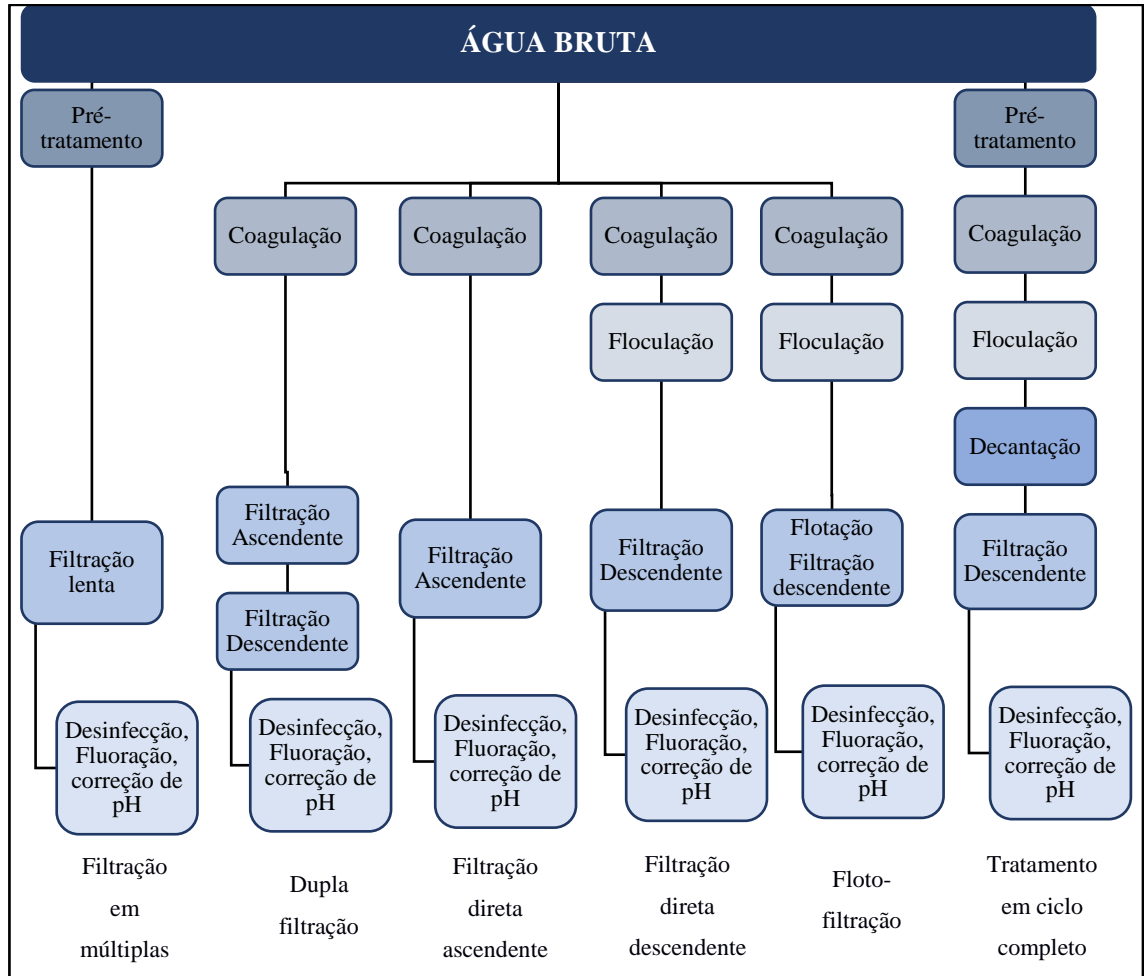 ÁGUA BRUTA
Pré-
tratamento
Pré-
tratamento
Coagulação
Coagulação
Coagulação
Coagulação
Coagulação
Floculação
Floculação
Floculação
Decantação
Filtração
lenta
Filtração
Ascendente
Filtração
Descendente
Filtração
Ascendente
Filtração
Descendente
Flotação
Filtração
descendente
Filtração
Descendente
Desinfecção,
Fluoração,
correção de
pH
Desinfecção,
Fluoração,
correção de
pH
Desinfecção,
Fluoração,
correção de
pH
Desinfecção,
Fluoração,
correção de
pH
Desinfecção,
Fluoração,
correção de
pH
Desinfecção,
Fluoração,
correção de
pH
Filtração
em
múltiplas
Dupla
filtração
Filtração
direta
ascendente
Filtração
direta
descendente
Floto-
filtração
Tratamento
em ciclo
completo